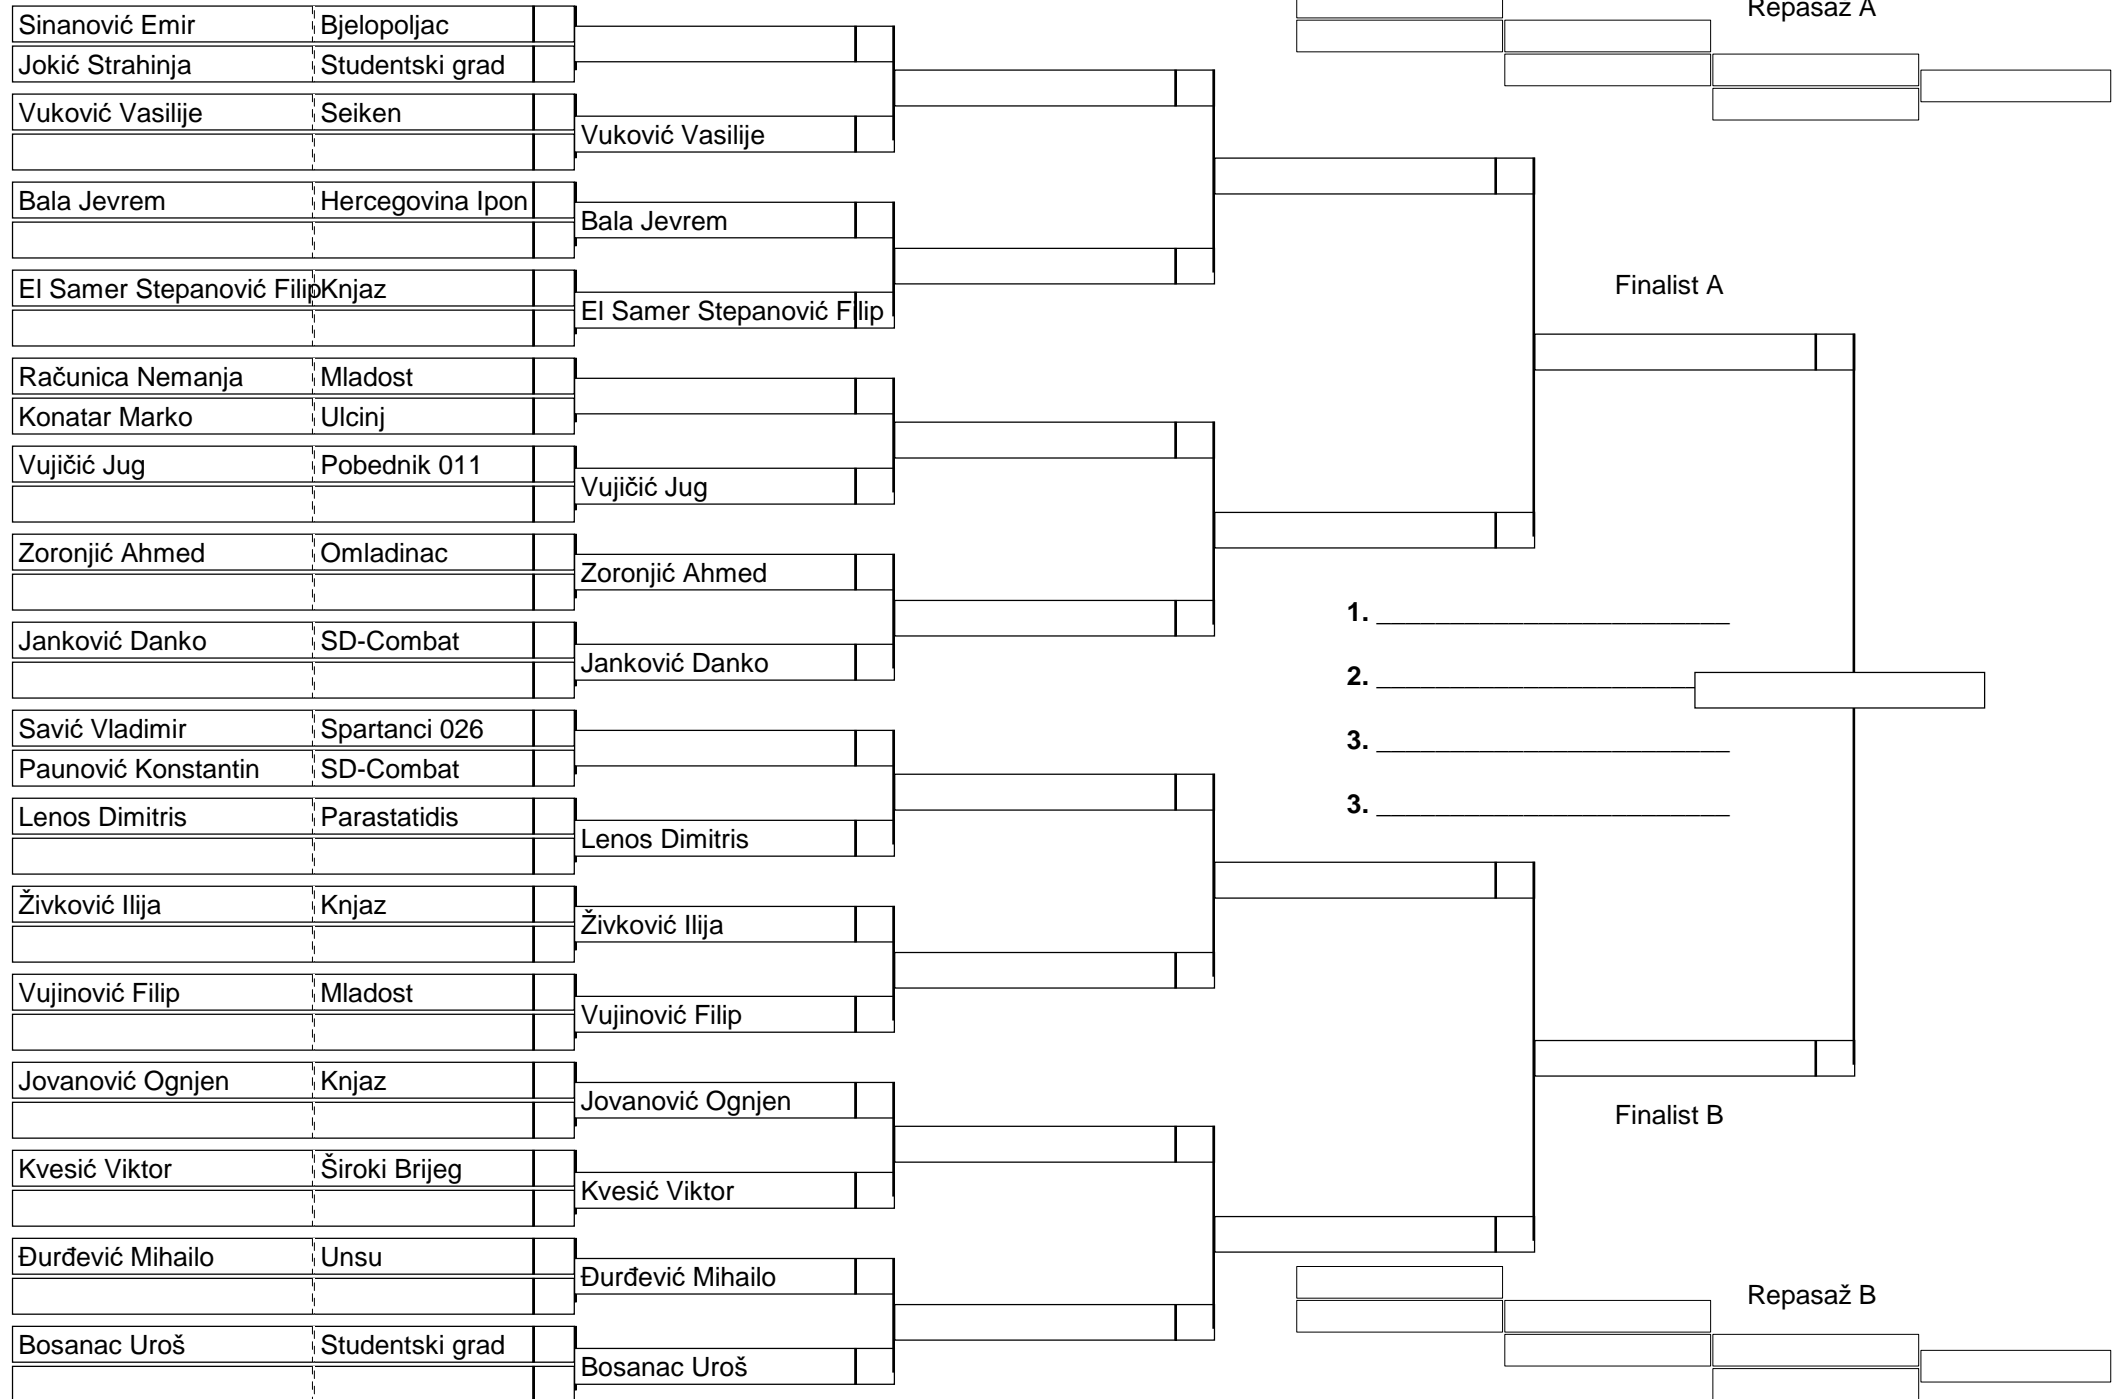 Sinanović Emir Bjelopoljac
Jokić Strahinja Studentski grad
Vuković Vasilije Seiken
Bala Jevrem Hercegovina Ipon
El Samer Stepanović Filip Knjaz
Računica Nemanja Mladost
Konatar Marko Ulcinj
Vujičić Jug Pobednik 011
Zoronjić Ahmed Omladinac
Janković Danko SD-Combat
Savić Vladimir Spartanci 026
Paunović Konstantin SD-Combat
Lenos Dimitris Parastatidis
Živković Ilija Knjaz
Vujinović Filip Mladost
Jovanović Ognjen Knjaz
Kvesić Viktor Široki Brijeg
Đurđević Mihailo Unsu
Bosanac Uroš Studentski grad
Vuković Vasilije
Bala Jevrem
El Samer Stepanović Filip
Vujičić Jug
Zoronjić Ahmed
Janković Danko
Lenos Dimitris
Živković Ilija
Vujinović Filip
Jovanović Ognjen
Kvesić Viktor
Đurđević Mihailo
Bosanac Uroš
Repasaž A
Finalist A
1. ________________________
2. ________________________
3. ________________________
3. ________________________
Finalist B
Repasaž B